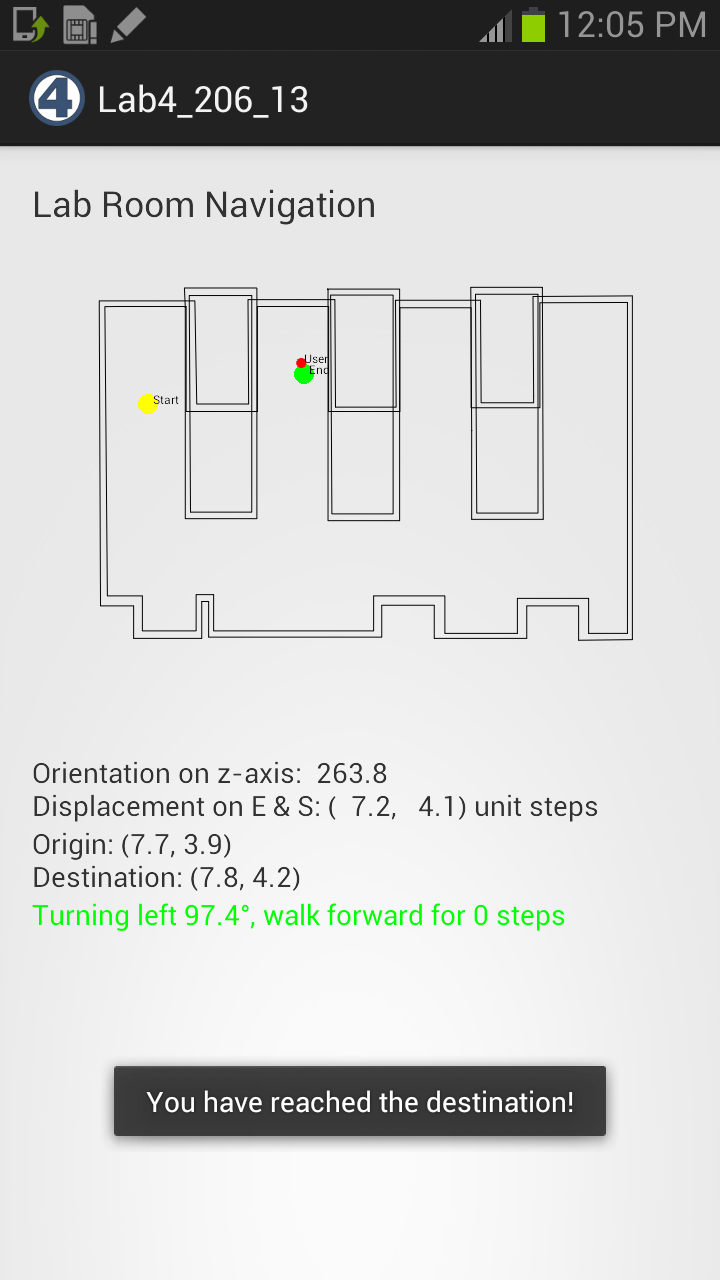 12:05 PM
4 Lab4_206_13
Lab Room Navigation
User
End
Start
Orientation on z-axis:  263.8
Displacement on E & S: (  7.2,   4.1) unit steps
Origin: (7.7, 3.9)
Destination: (7.8, 4.2)
Turning left 97.4°, walk forward for 0 steps
You have reached the destination!